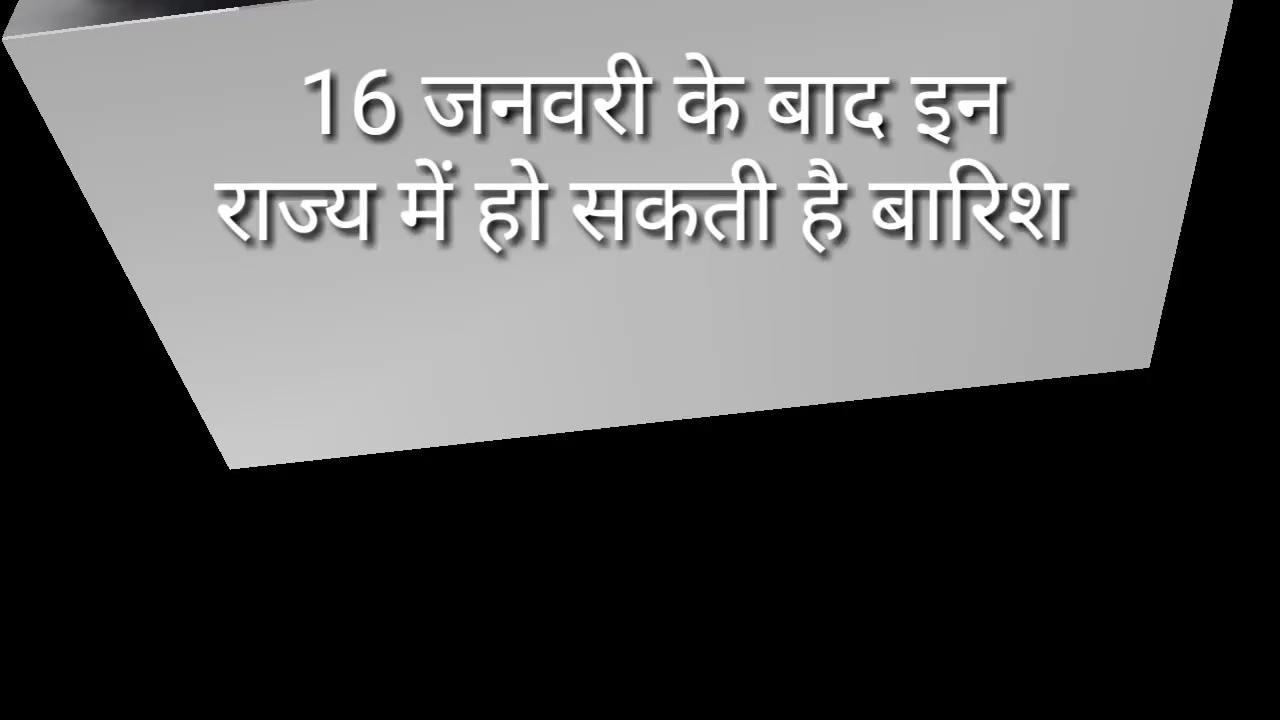 16 जनवरी के बाद इन
राज्य में हो सकती है बारिश